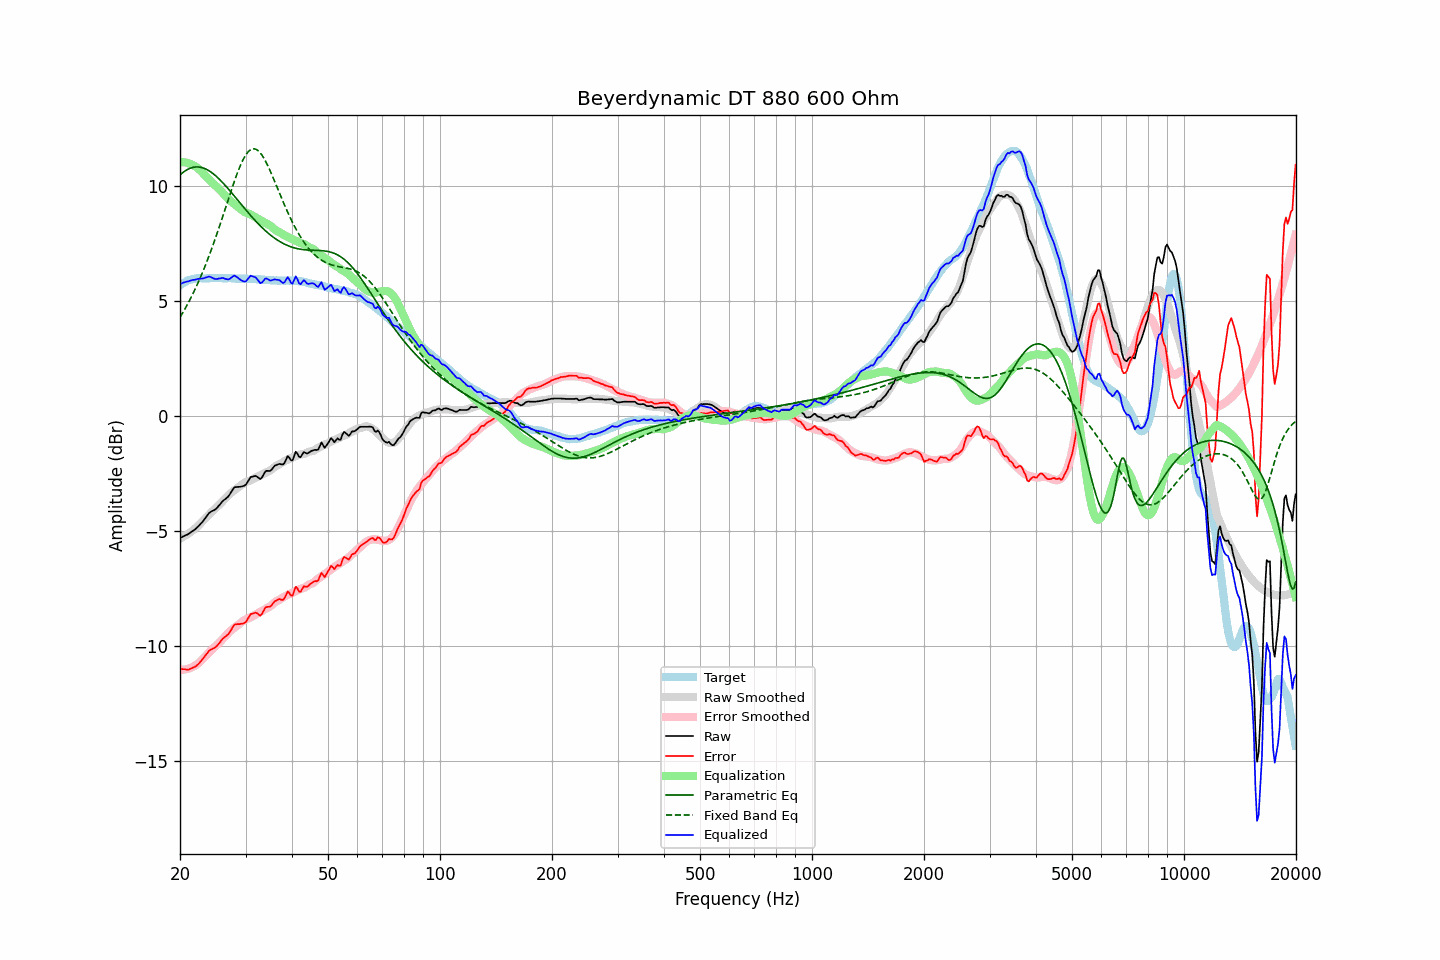 Beyerdynamic DT 880 600 Ohm
Amplitude (dBr)
10
5
0
−5
−10
−15
Target
Raw Smoothed
Error Smoothed
Raw
Error
Equalization
Parametric Eq
Fixed Band Eq
Equalized
20 50 100 200 500 1000 2000 5000 10000 20000
Frequency (Hz)